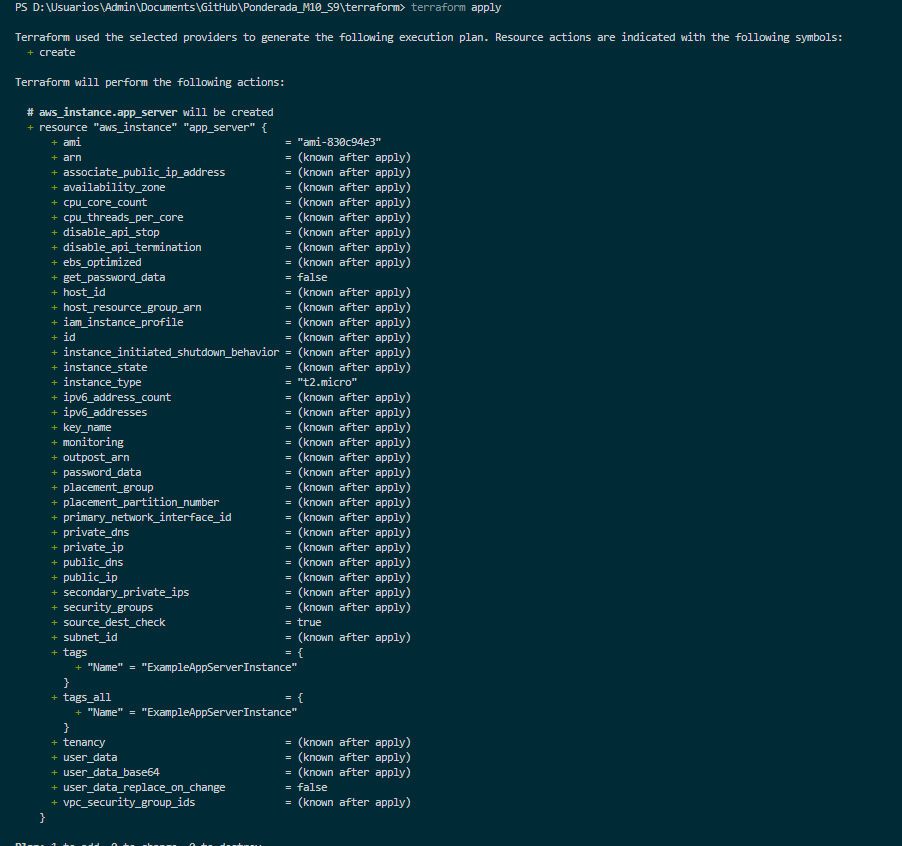 PS D:\Usuarios\Admin\Documents\GitHub\Ponderada_M10_S9\terraform> terraform apply
Terraform used the selected providers to generate the following execution plan. Resource actions are indicated with the following symbols:
+ create
Terraform will perform the following actions:
# aws_instance.app_server will be created
+ resource "aws_instance" "app_server" {
+ ami = "ami-830c94e3"
+ arn = (known after apply)
+ associate_public_ip_address = (known after apply)
+ availability_zone = (known after apply)
+ cpu_core_count = (known after apply)
+ cpu_threads_per_core = (known after apply)
+ disable_api_stop = (known after apply)
+ disable_api_termination = (known after apply)
+ ebs_optimized = (known after apply)
+ get_password_data = false
+ host_id = (known after apply)
+ host_resource_group_arn = (known after apply)
+ iam_instance_profile = (known after apply)
+ id = (known after apply)
+ instance_initiated_shutdown_behavior = (known after apply)
+ instance_state = (known after apply)
+ instance_type = "t2.micro"
+ ipv6_address_count = (known after apply)
+ ipv6_addresses = (known after apply)
+ key_name = (known after apply)
+ monitoring = (known after apply)
+ outpost_arn = (known after apply)
+ password_data = (known after apply)
+ placement_group = (known after apply)
+ placement_partition_number = (known after apply)
+ primary_network_interface_id = (known after apply)
+ private_dns = (known after apply)
+ private_ip = (known after apply)
+ public_dns = (known after apply)
+ public_ip = (known after apply)
+ secondary_private_ips = (known after apply)
+ security_groups = (known after apply)
+ source_dest_check = true
+ subnet_id = (known after apply)
+ tags = {
+ "Name" = "ExampleAppServerInstance"
}
+ tags_all = {
+ "Name" = "ExampleAppServerInstance"
}
+ tenancy = (known after apply)
+ user_data = (known after apply)
+ user_data_base64 = (known after apply)
+ user_data_replace_on_change = false
+ vpc_security_group_ids = (known after apply)
}
Plan: 1 to add, 0 to change, 0 to destroy.